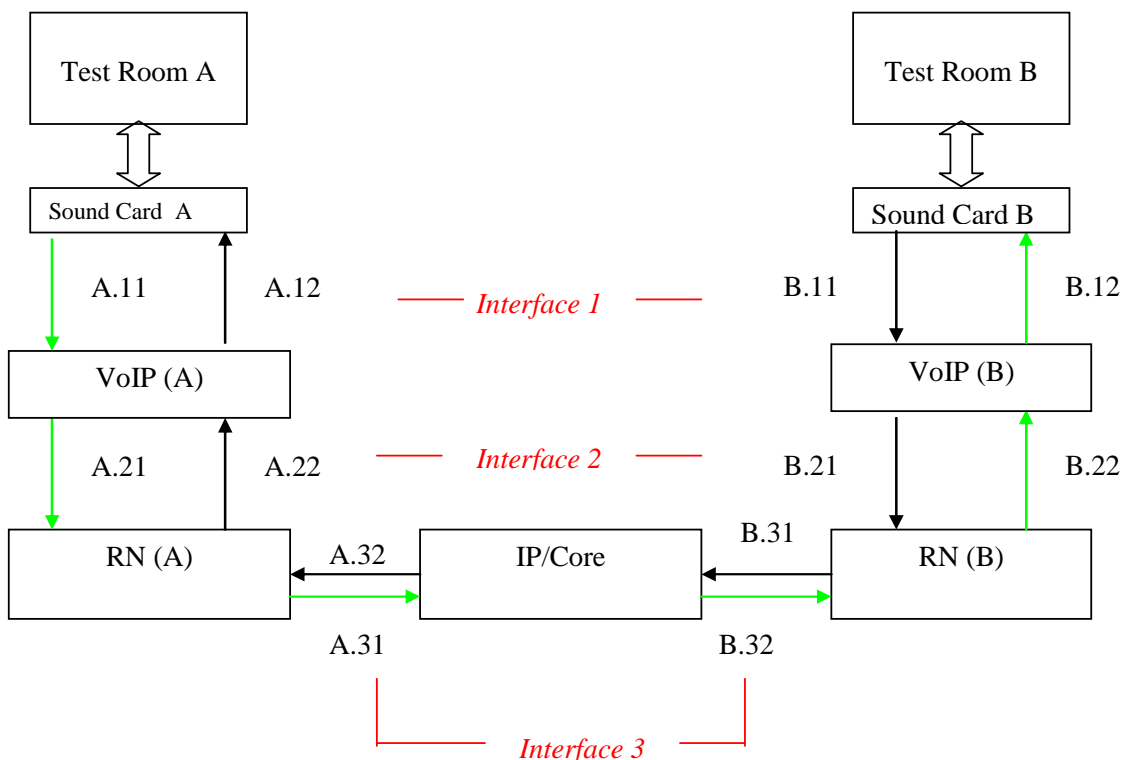 Test Room A
Test Room B
Sound Card A
Sound Card B
A.11
A.12
Interface 1
B.11
B.12
VoIP (A)
VoIP (B)
A.21
A.22
Interface 2
B.21
B.22
RN (A)
A.32
IP/Core
B.31
RN (B)
A.31
B.32
Interface 3